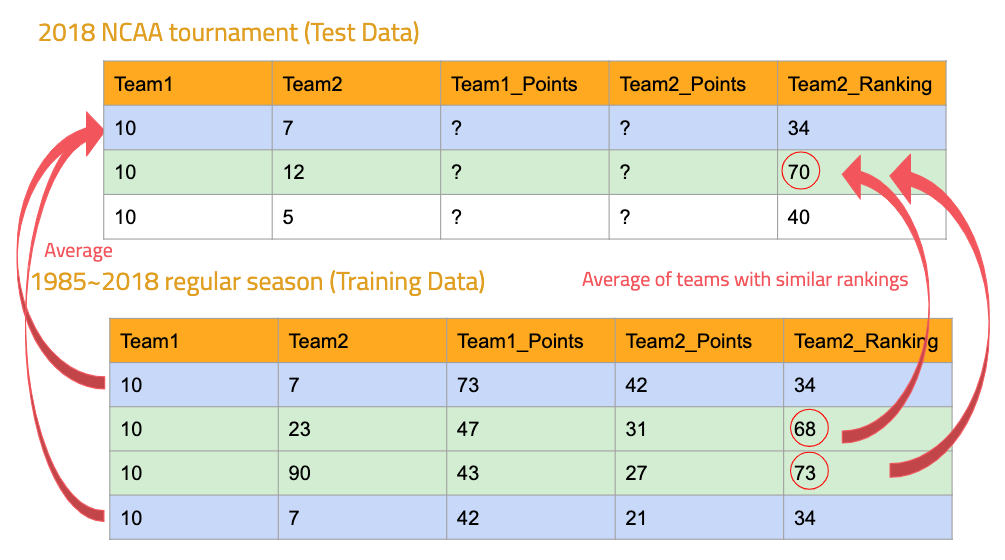 2018 NCAA tournament (Test Data)
Team1 Team2 Team1_Points Team2_Points Team2_Ranking
10 7 ? ? 34
10 12 ? ? 70
10 5 ? ? 40
Average
1985~2018 regular season (Training Data)
Average of teams with similar rankings
Team1 Team2 Team1_Points Team2_Points Team2_Ranking
10 7 73 42 34
10 23 47 31 68
10 90 43 27 73
10 7 42 21 34